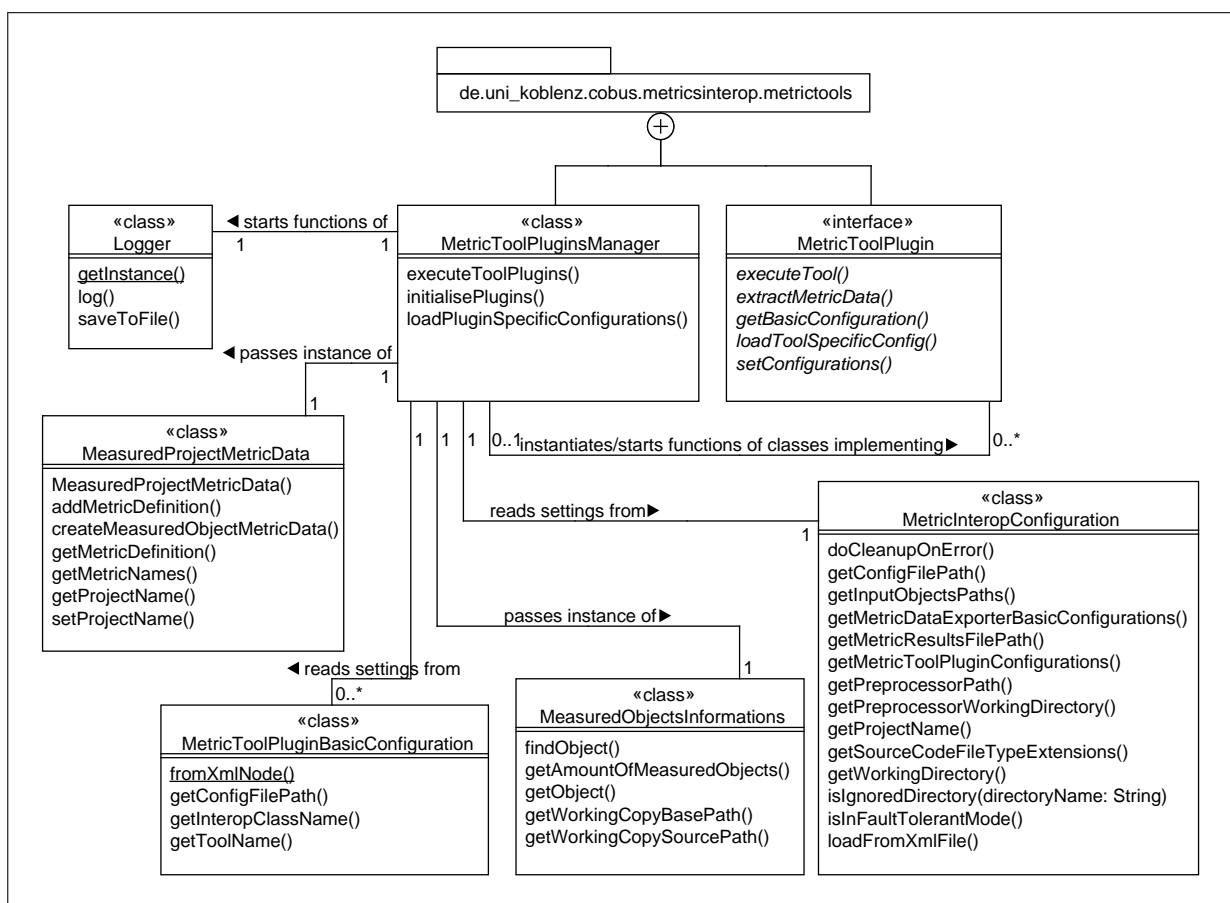 de.uni_koblenz.cobus.metricsinterop.metrictools
«class»
Logger
getInstance()
log()
saveToFile()
◀ starts functions of
1
1
«class»
MetricToolPluginsManager
executeToolPlugins()
initialisePlugins()
loadPluginSpecificConfigurations()
«interface»
MetricToolPlugin
executeTool()
extractMetricData()
getBasicConfiguration()
loadToolSpecificConfig()
setConfigurations()
◀ passes instance of
1
1
«class»
MeasuredProjectMetricData
MeasuredProjectMetricData()
addMetricDefinition()
createMeasuredObjectMetricData()
getMetricDefinition()
getMetricNames()
getProjectName()
setProjectName()
1
1
1
0..1
instantiates/starts functions of classes implementing▶
0..*
reads settings from▶
1
«class»
MetricInteropConfiguration
doCleanupOnError()
getConfigFilePath()
getInputObjectsPaths()
getMetricDataExporterBasicConfigurations()
getMetricResultsFilePath()
getMetricToolPluginConfigurations()
getPreprocessorPath()
getPreprocessorWorkingDirectory()
getProjectName()
getSourceCodeFileTypeExtensions()
getWorkingDirectory()
isIgnoredDirectory(directoryName: String)
isInFaultTolerantMode()
loadFromXmlFile()
passes instance of▶
1
◀ reads settings from
0..*
«class»
MetricToolPluginBasicConfiguration
fromXmlNode()
getConfigFilePath()
getInteropClassName()
getToolName()
«class»
MeasuredObjectsInformations
findObject()
getAmountOfMeasuredObjects()
getObject()
getWorkingCopyBasePath()
getWorkingCopySourcePath()